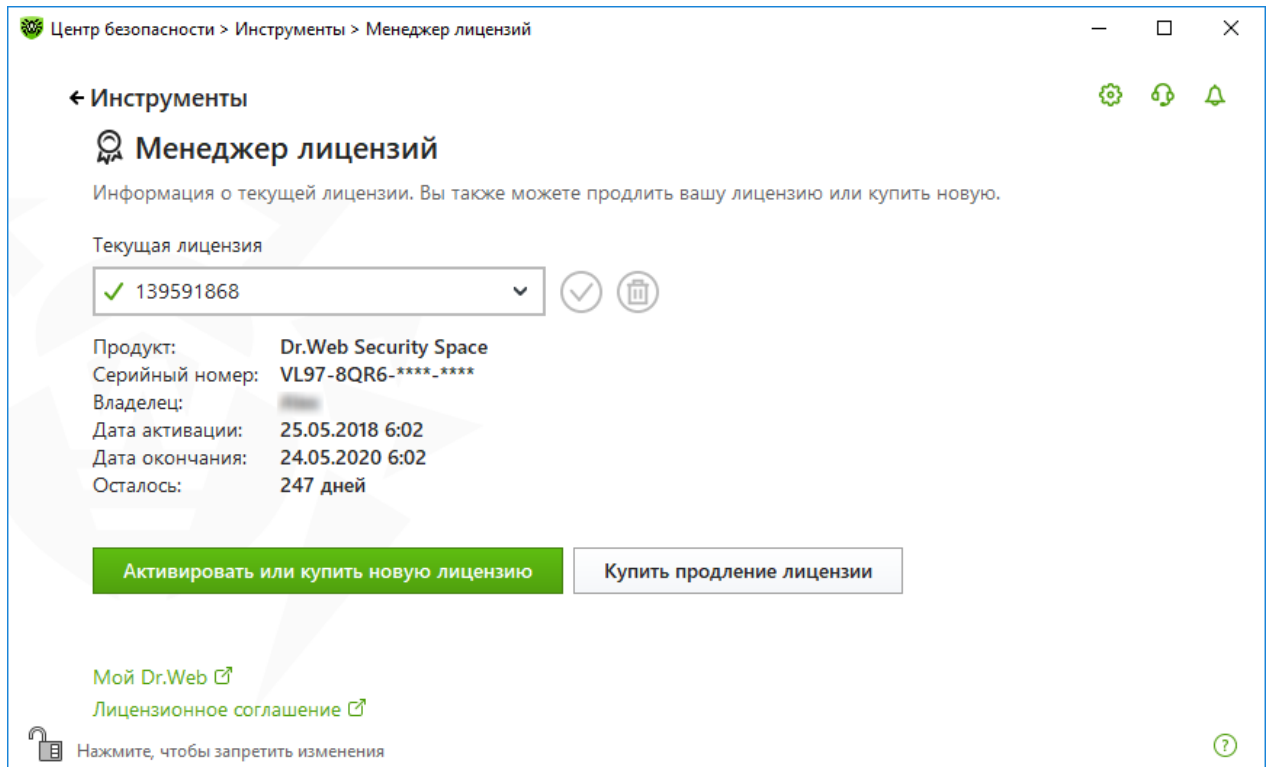 Центр безопасности > Инструменты > Менеджер лицензий
Инструменты
Менеджер лицензий
Информация о текущей лицензии. Вы также можете продлить вашу лицензию или купить новую.
Текущая лицензия
139591868
Продукт: Dr.Web Security Space
Серийный номер: VL97-8QR6-****-****
Владелец:
Дата активации: 25.05.2018 6:02
Дата окончания: 24.05.2020 6:02
Осталось: 247 дней
Активировать или купить новую лицензию Купить продление лицензии
Мой Dr.Web
Лицензионное соглашение
Нажмите, чтобы запретить изменения